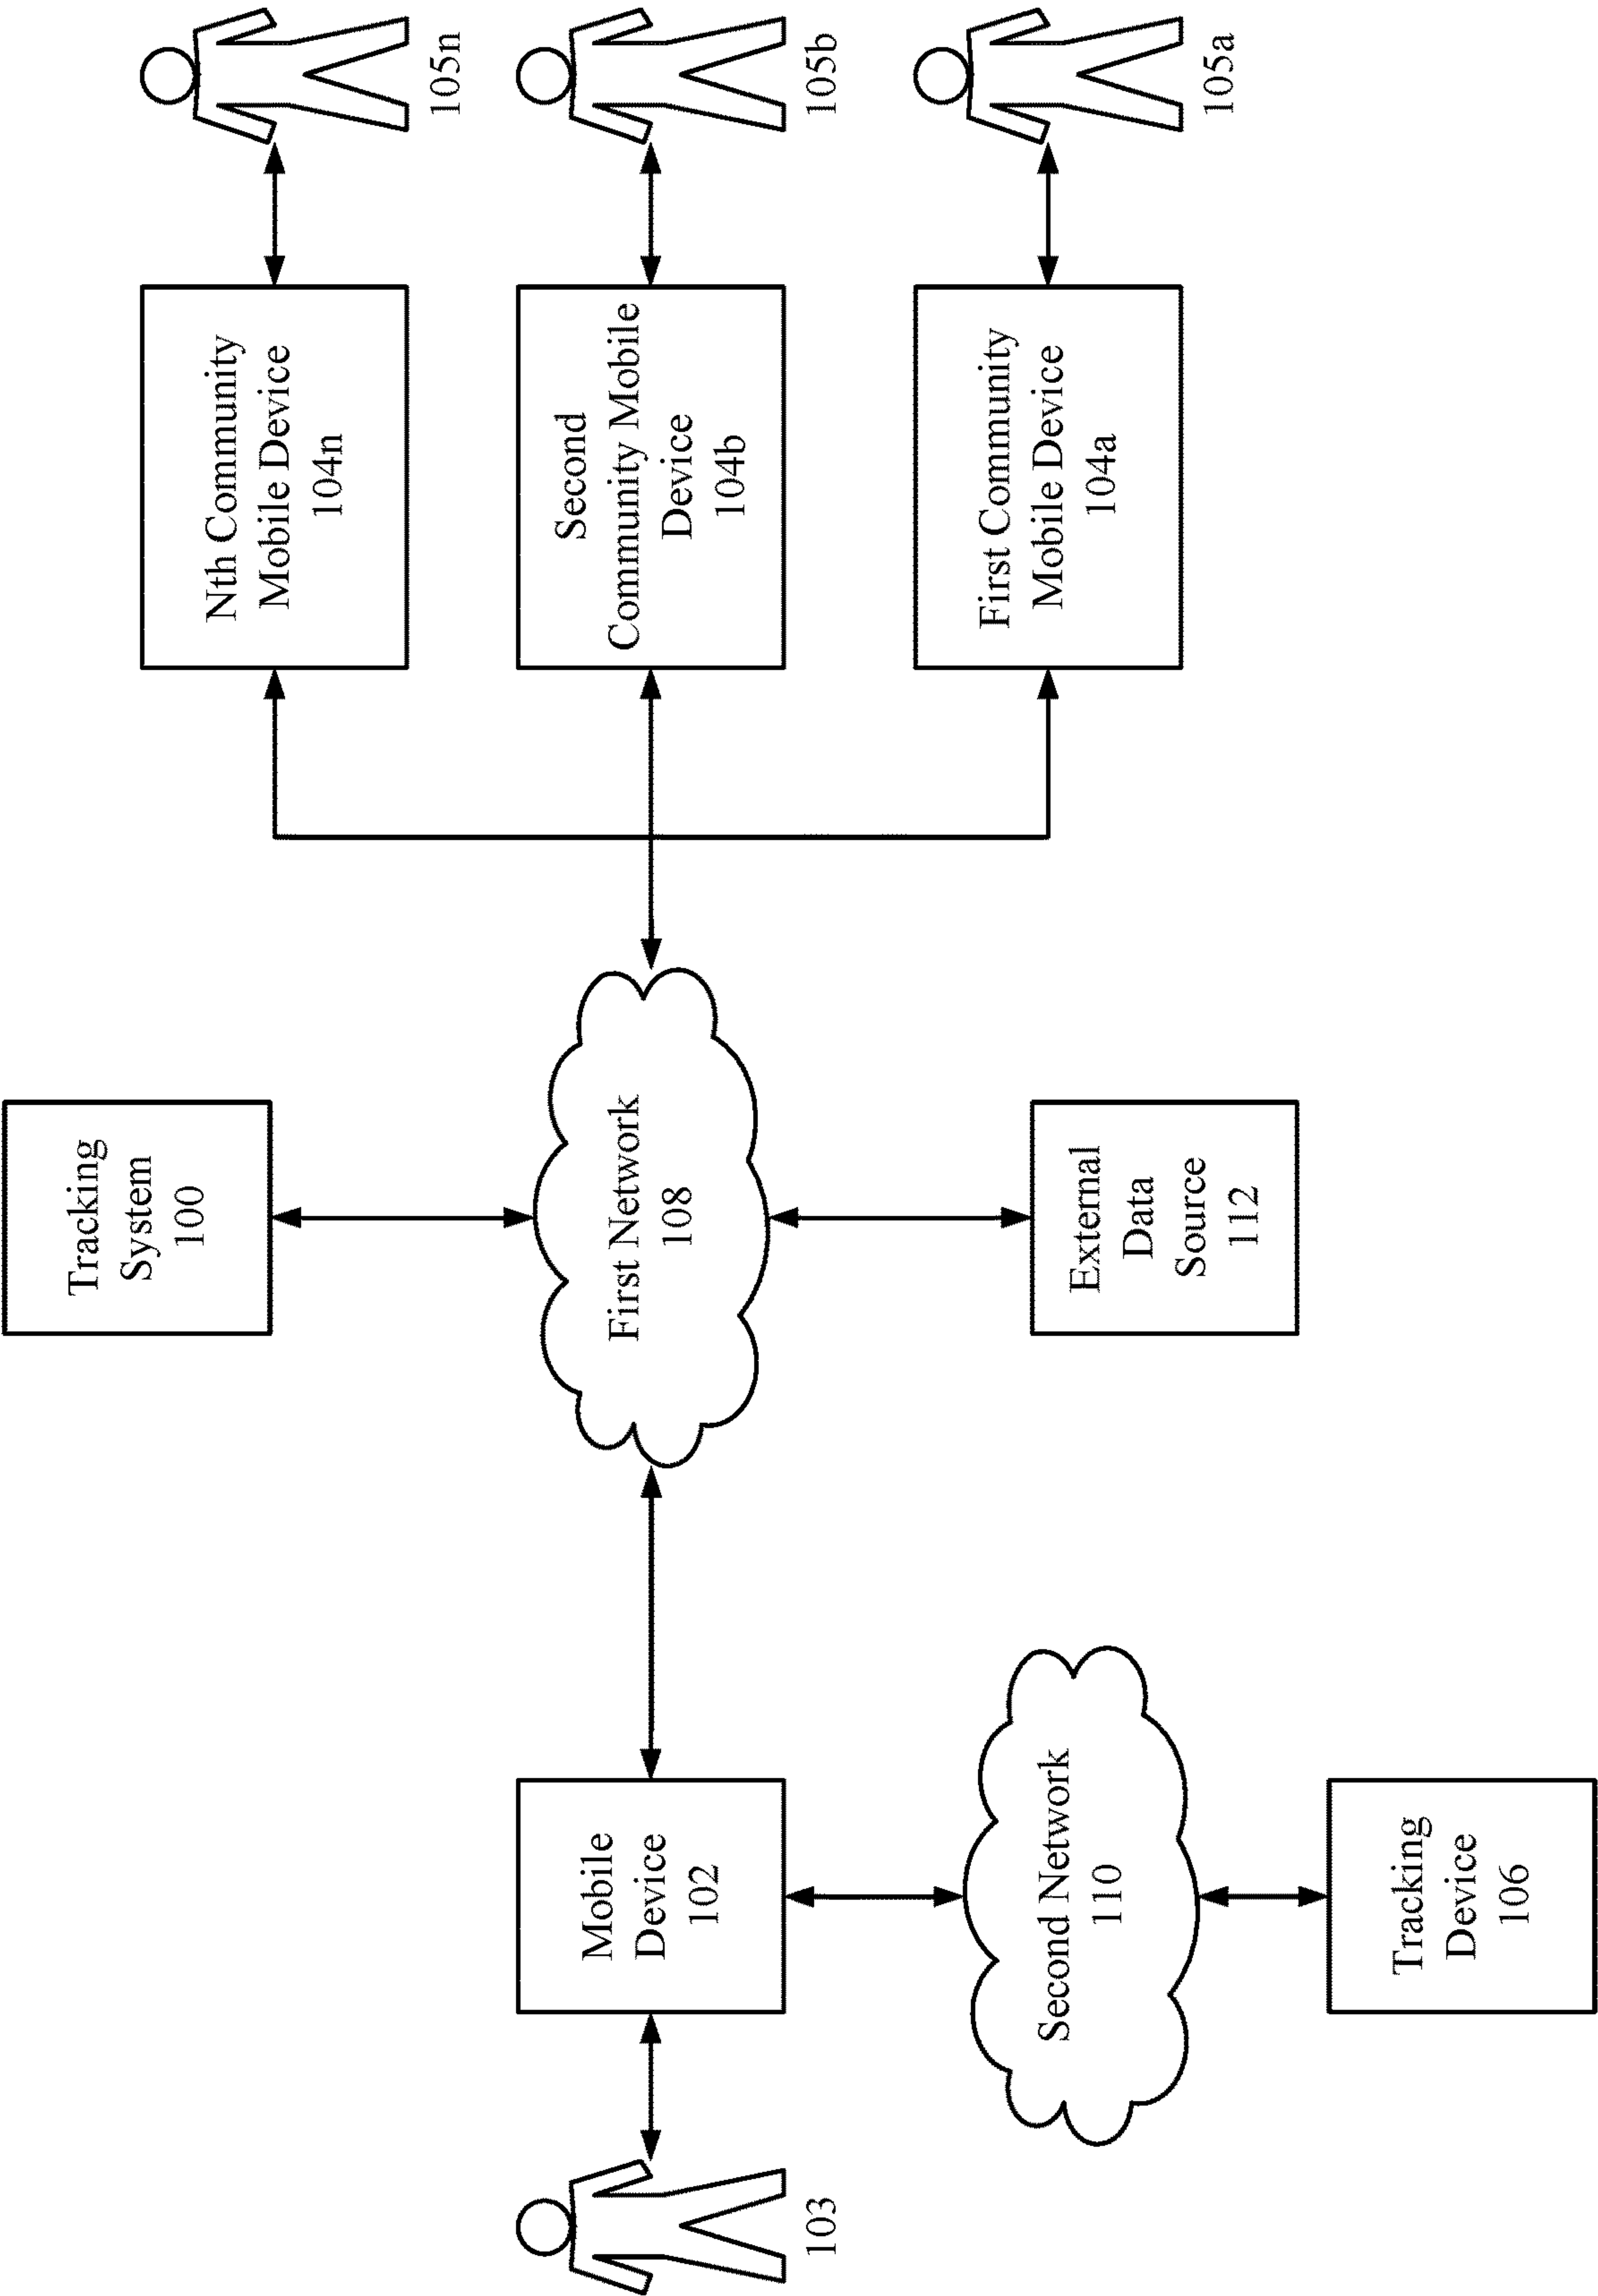 Tracking
System
100
Nth Community
Mobile Device
104n
105n
103
Mobile
Device
102
First Network
108
Second
Community Mobile
Device
104b
105b
Second Network
110
External
Data
Source
112
First Community
Mobile Device
104a
105a
Tracking
Device
106